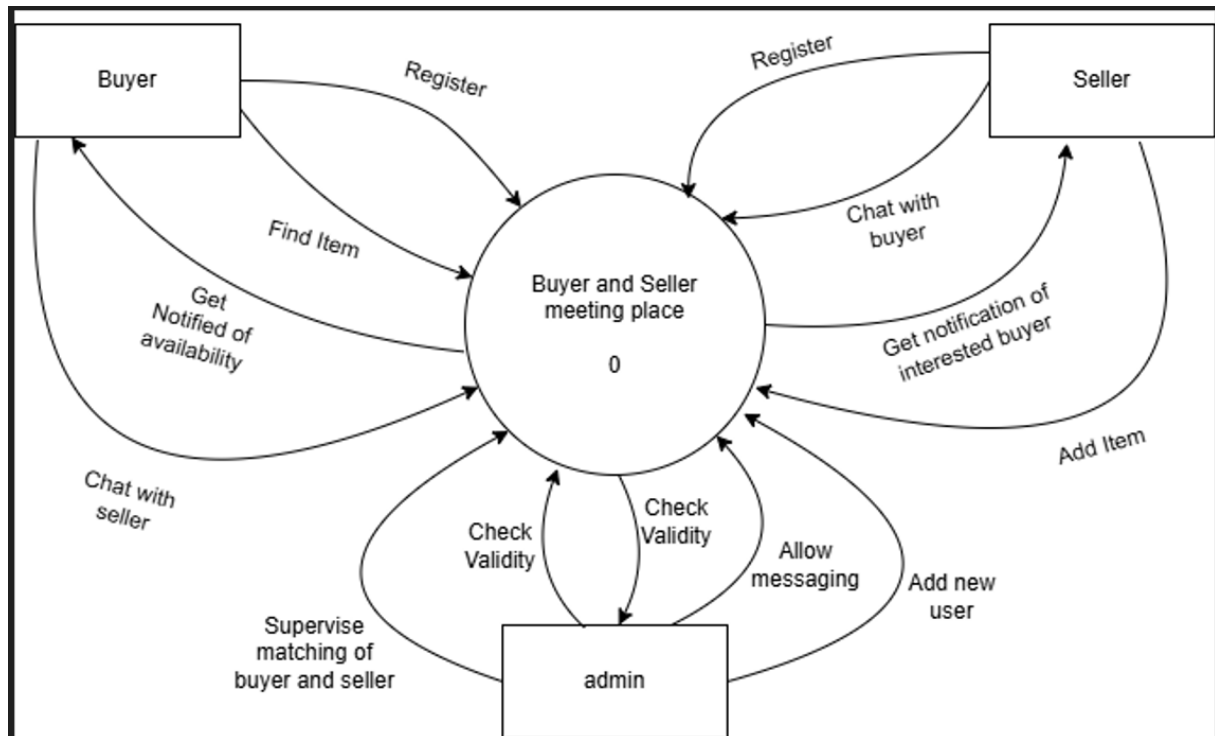 Buyer
Register
Register
Seller
Find Item
Chat with
buyer
Buyer and Seller
meeting place
0
Get
Notified of
availability
Get notification of
interested buyer
Add Item
Chat with
seller
Check
Validity
Check
Validity
Allow
messaging
Add new
user
Supervise
matching of
buyer and seller
admin